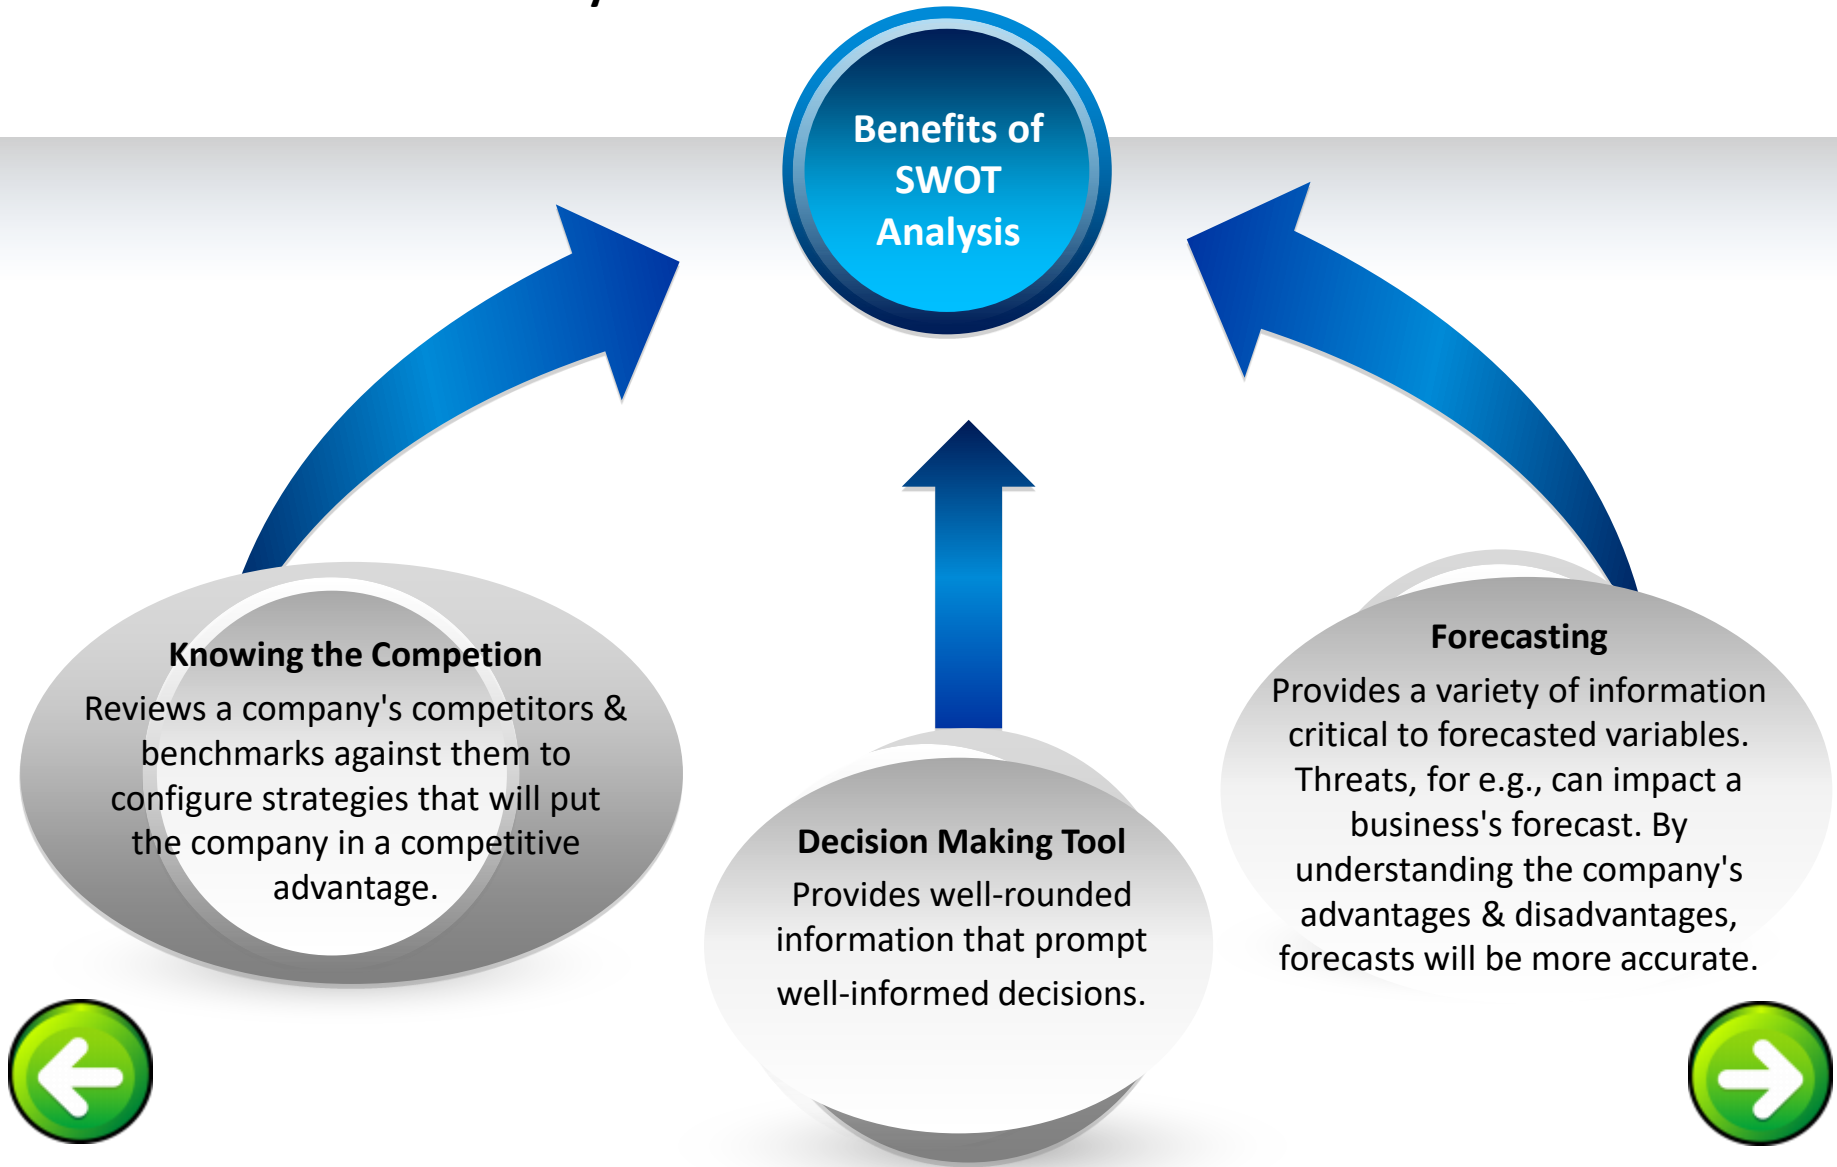 Benefits of
SWOT
Analysis
Knowing the Competion
Reviews a company's competitors &
benchmarks against them to
configure strategies that will put
the company in a competitive
advantage.
Decision Making Tool
Provides well-rounded
information that prompt
well-informed decisions.
Forecasting
Provides a variety of information
critical to forecasted variables.
Threats, for e.g., can impact a
business's forecast. By
understanding the company's
advantages & disadvantages,
forecasts will be more accurate.